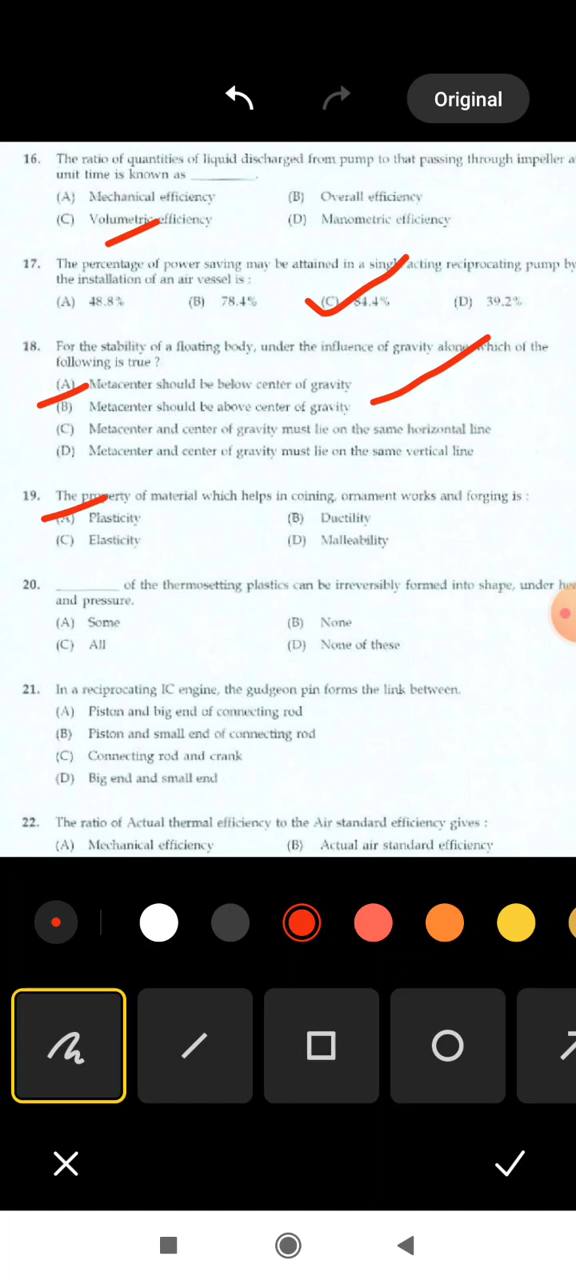 Original
16. The ratio of quantities of liquid discharged from pump to that passing through impeller
unit time is known as ________.
(A) Mechanical efficiency (B) Overall efficiency
(C) Volumetric efficiency (D) Manometric efficiency
17. The percentage of power saving may be attained in a single acting reciprocating pump by
the installation of an air vessel is :
(A) 48.8% (B) 78.4% (C) 84.4% (D) 39.2%
18. For the stability of a floating body, under the influence of gravity alone, which of the
following is true ?
(A) Metacenter should be below center of gravity
(B) Metacenter should be above center of gravity
(C) Metacenter and center of gravity must lie on the same horizontal line
(D) Metacenter and center of gravity must lie on the same vertical line
19. The property of material which helps in coining, ornament works and forging is :
(A) Plasticity (B) Ductility
(C) Elasticity (D) Malleability
20. ________ of the thermosetting plastics can be irreversibly formed into shape, under
and pressure.
(A) Some (B) None
(C) All (D) None of these
21. In a reciprocating IC engine, the gudgeon pin forms the link between.
(A) Piston and big end of connecting rod
(B) Piston and small end of connecting rod
(C) Connecting rod and crank
(D) Big end and small end
22. The ratio of Actual thermal efficiency to the Air standard efficiency gives :
(A) Mechanical efficiency (B) Actual air standard efficiency